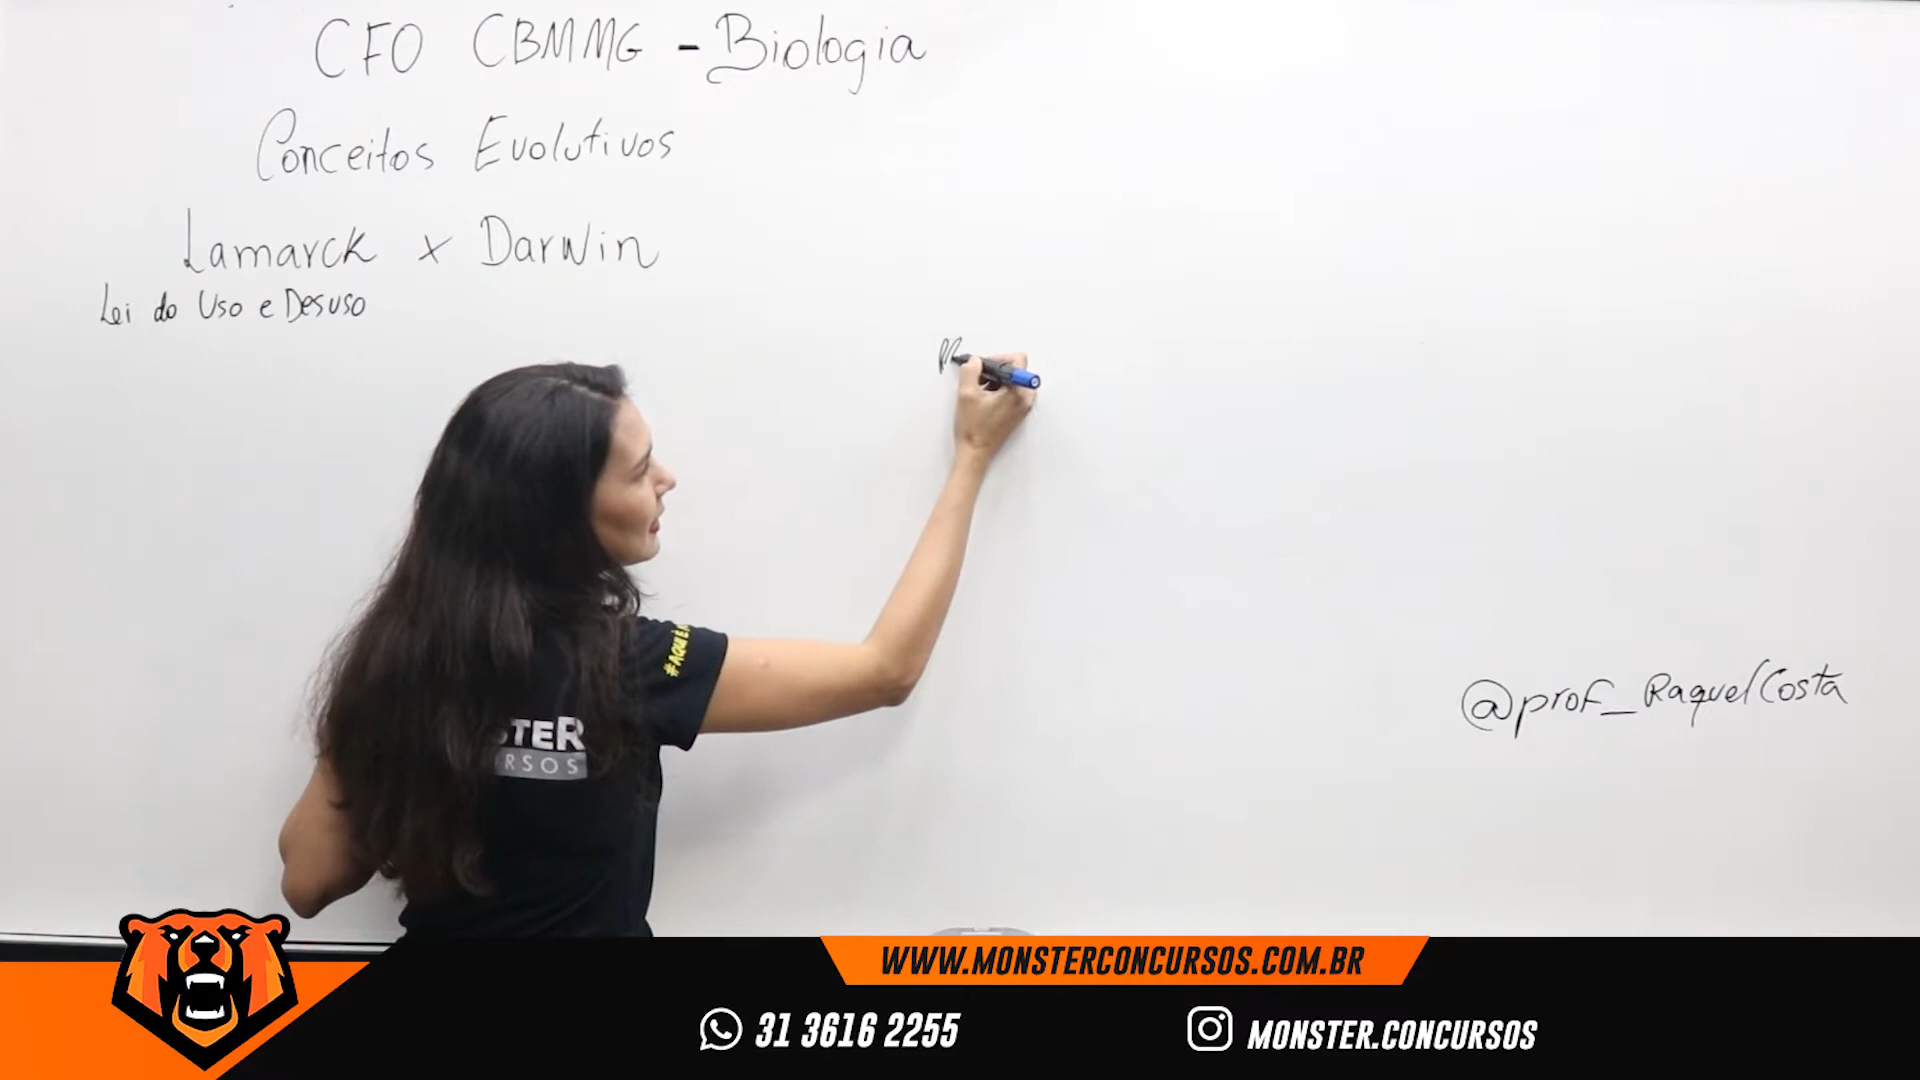 CFO CBMMG - Biologia
Conceitos Evolutivos
Lamarck x Darwin
Lei do Uso e Desuso
@prof_RaquelCosta
WWW.MONSTERCONCURSOS.COM.BR
31 3616 2255
MONSTER.CONCURSOS